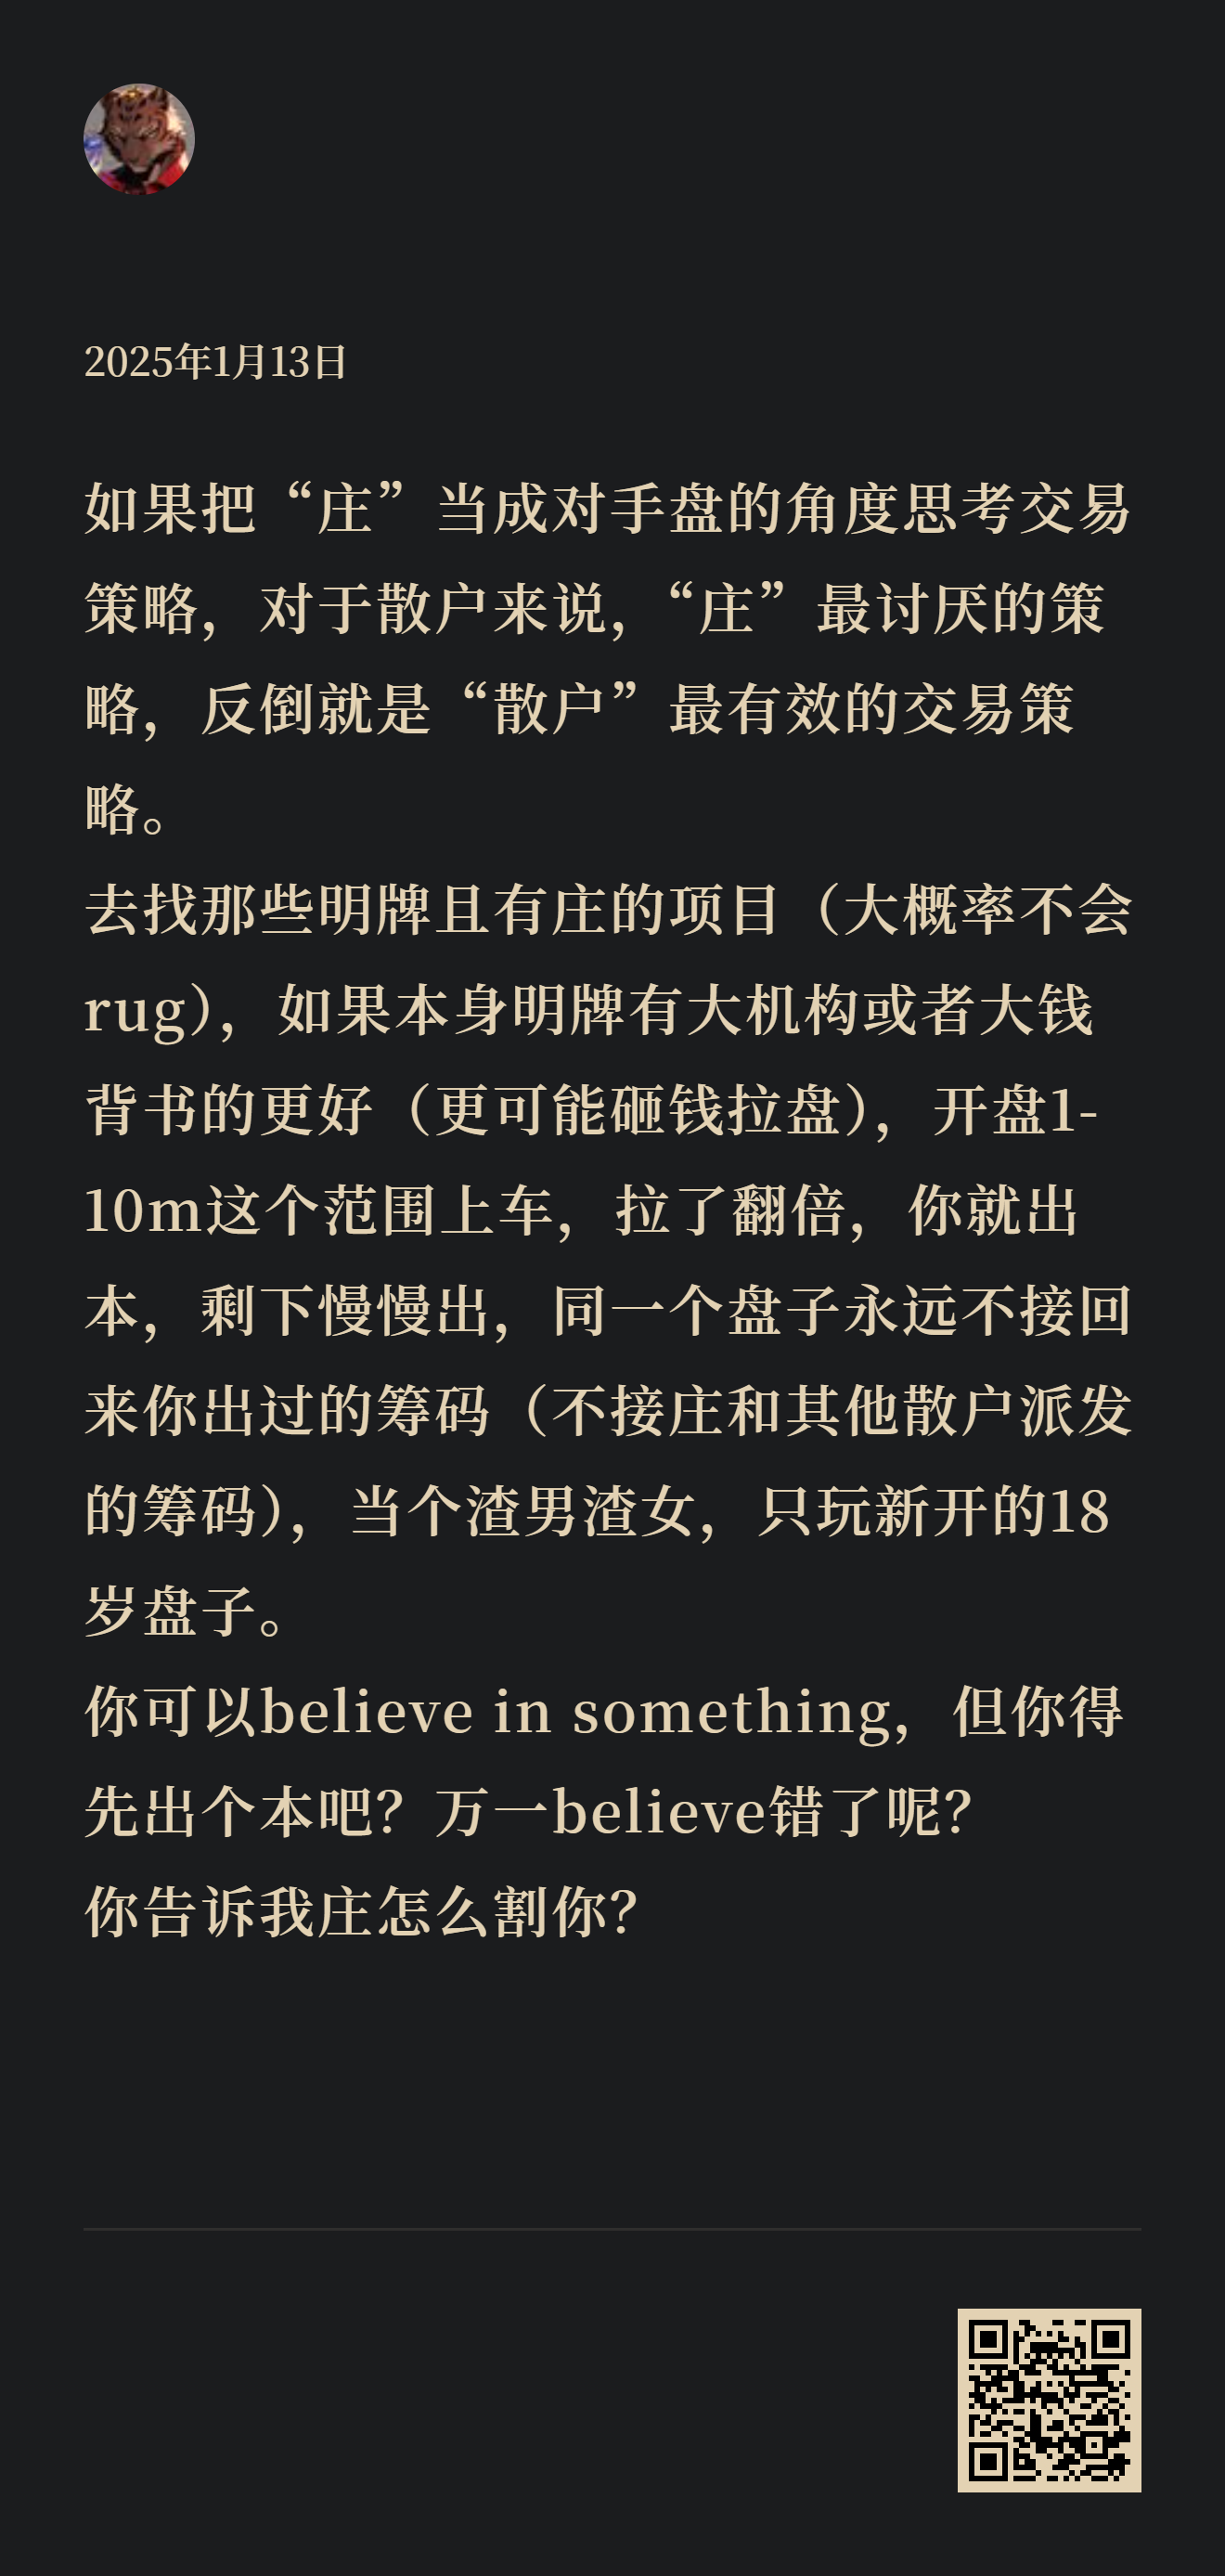 2025年1月13日
如果把“庄”当成对手盘的角度思考交易
策略，对于散户来说，“庄”最讨厌的策
略，反倒就是“散户”最有效的交易策
略。
去找那些明牌且有庄的项目（大概率不会
rug），如果本身明牌有大机构或者大钱
背书的更好（更可能砸钱拉盘），开盘1-
10m这个范围上车，拉了翻倍，你就出
本，剩下慢慢出，同一个盘子永远不接回
来你出过的筹码（不接庄和其他散户派发
的筹码），当个渣男渣女，只玩新开的18
岁盘子。
你可以believe in something，但你得
先出个本吧？万一believe错了呢？
你告诉我庄怎么割你？